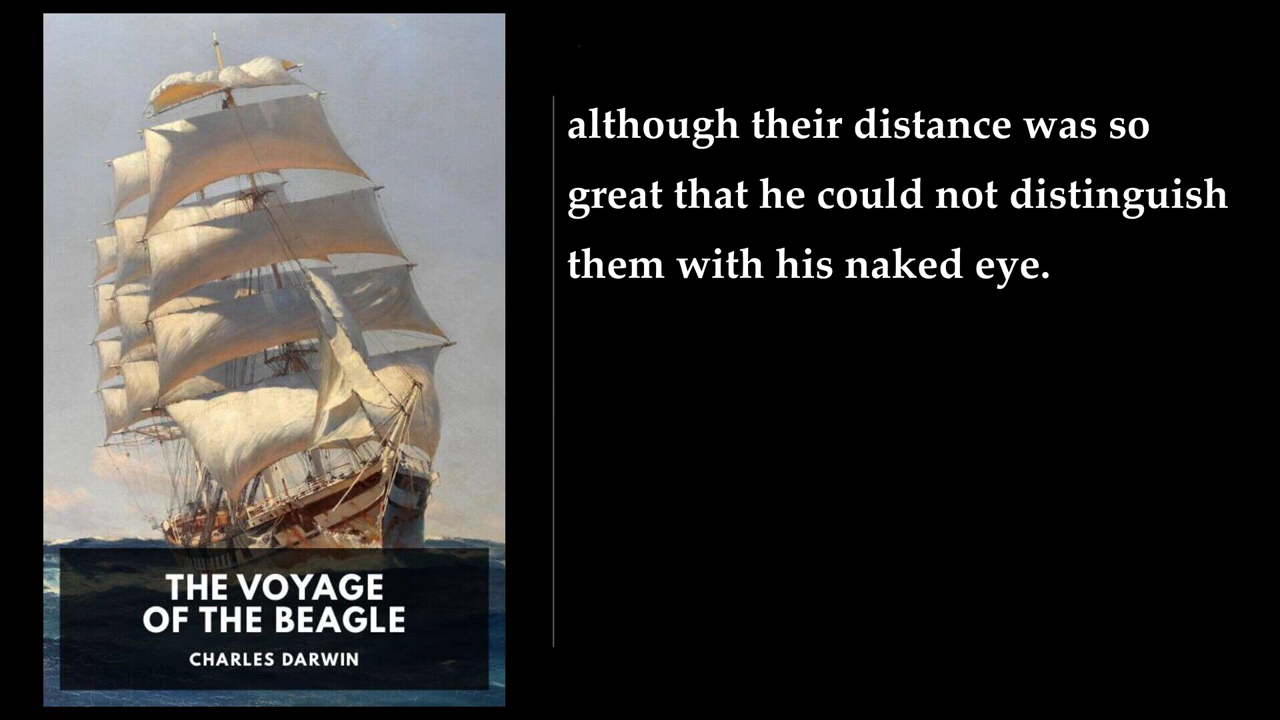 THE VOYAGE
OF THE BEAGLE
CHARLES DARWIN
although their distance was so
great that he could not distinguish
them with his naked eye.